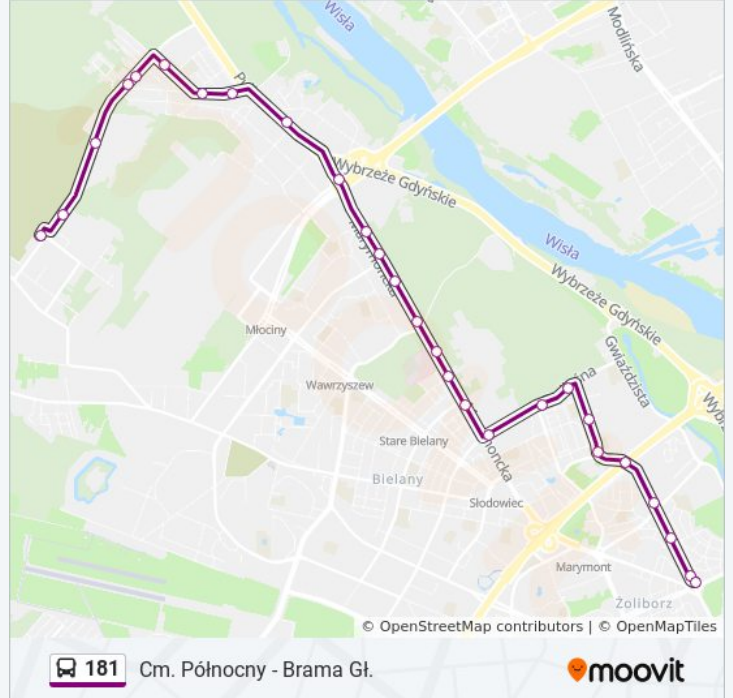 Wisła
Modlińska
Wybrzeże Gdyńskie
Marymoncka
Wisła
Wybrzeże Gdyńskie
Młociny
Gwiaździsta
Wawrzyszew
Stare Bielany
Bielany
Słodowiec
Marymont
Żoliborz
© OpenStreetMap contributors | © OpenMapTiles
181 Cm. Północny - Brama Gł.
moovit